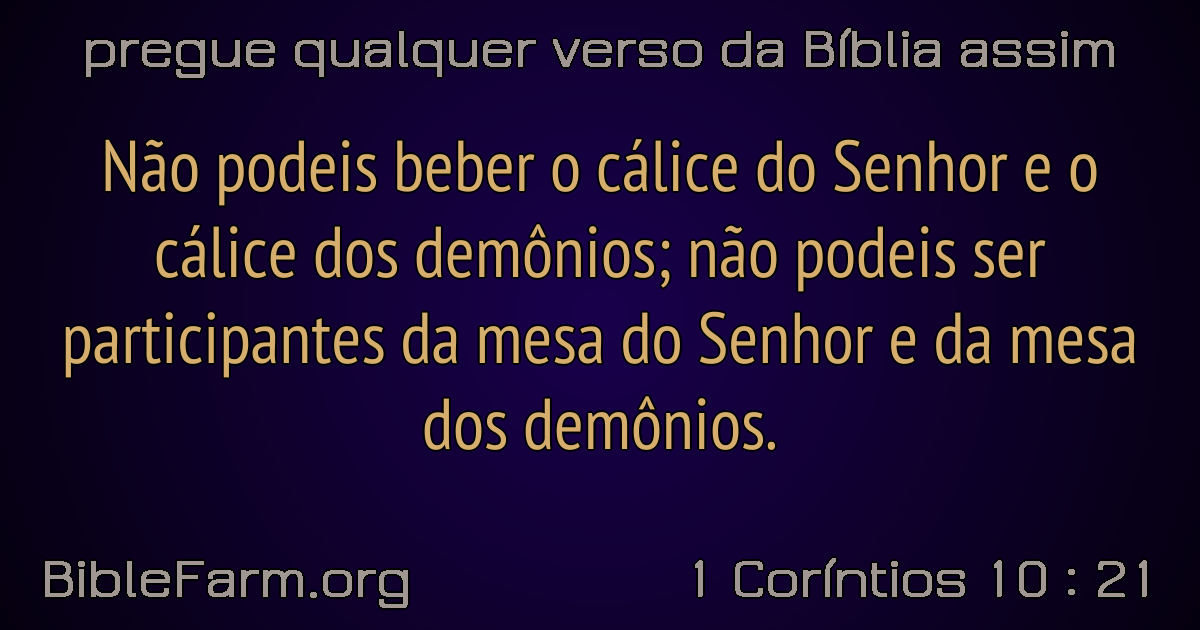 pregue qualquer verso da Bíblia assim
Não podeis beber o cálice do Senhor e o
cálice dos demônios; não podeis ser
participantes da mesa do Senhor e da mesa
dos demônios.
BibleFarm.org
1 Coríntios 10 : 21